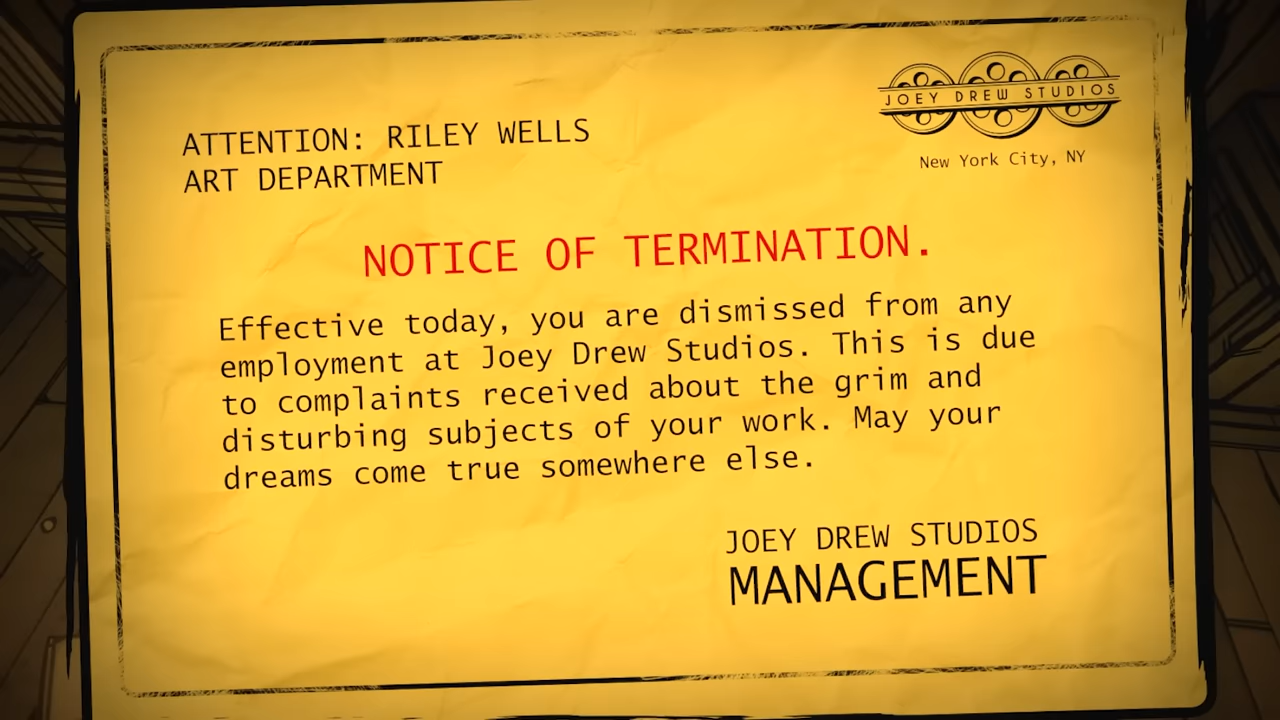 JOEY DREW STUDIOS
New York City, NY
ATTENTION: RILEY WELLS
ART DEPARTMENT
NOTICE OF TERMINATION.
Effective today, you are dismissed from any
employment at Joey Drew Studios. This is due
to complaints received about the grim and
disturbing subjects of your work. May your
dreams come true somewhere else.
JOEY DREW STUDIOS
MANAGEMENT